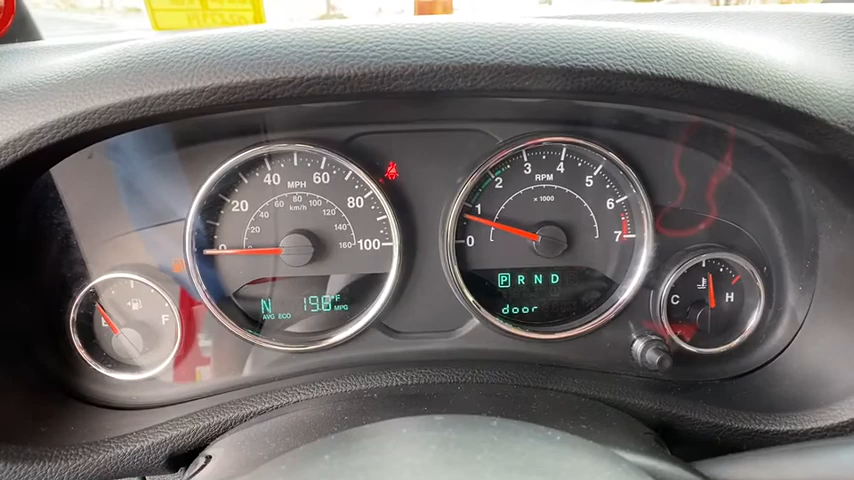 MPH
km/h
0 20 40 60 80 100
20 40 60 80 100 120 140 160
N 19.8°F
AVG ECO MPG
RPM
x 1000
0 1 2 3 4 5 6 7
P R N D
door
E F
C H